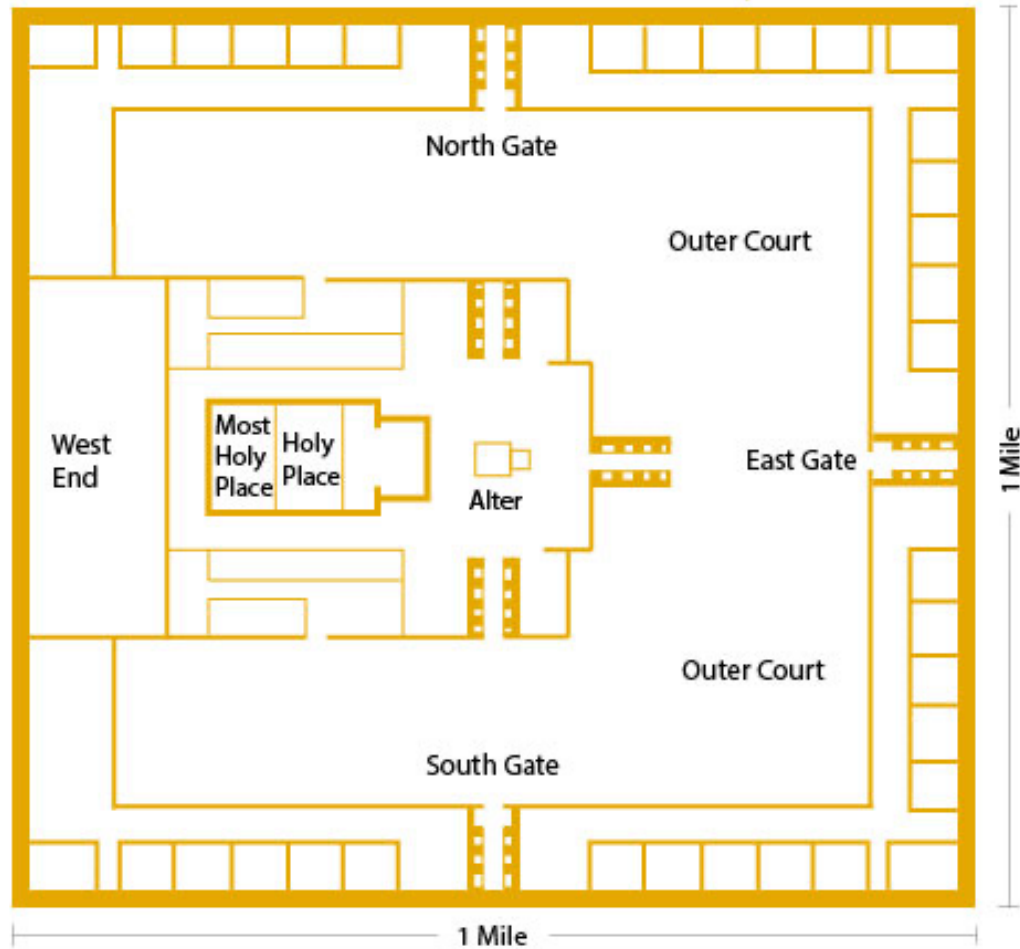 North Gate
Outer Court
West
End
Most
Holy
Place
Holy
Place
Alter
East Gate
1 Mile
Outer Court
South Gate
1 Mile